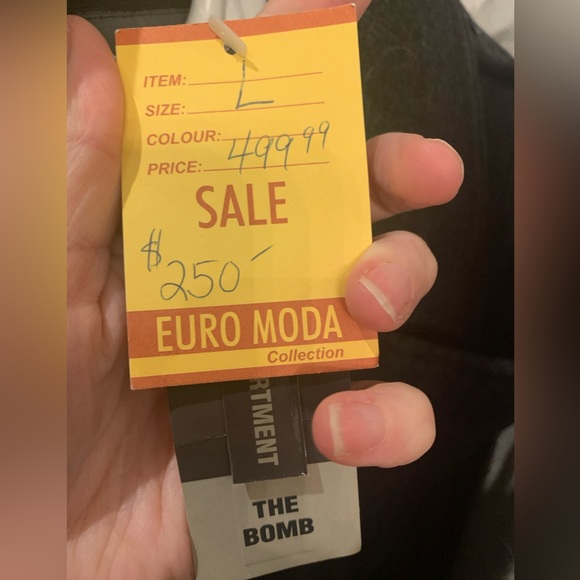 ITEM:
SIZE: L
COLOUR:
PRICE: 499.99
SALE
$250-
EURO MODA
Collection
RTMENT
THE
BOMB